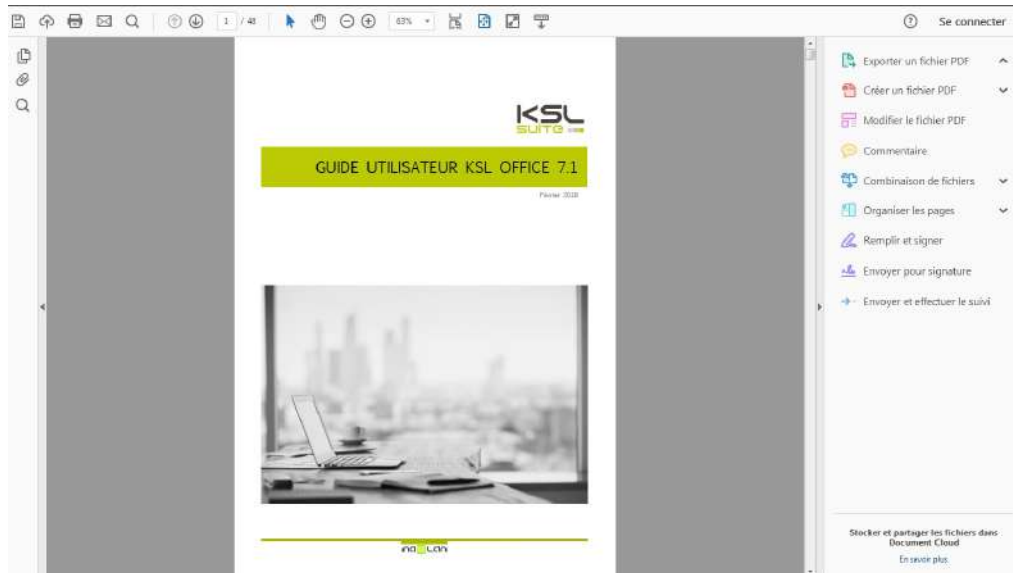 1 / 48
63%
Se connecter
KSL
SUITE
GUIDE UTILISATEUR KSL OFFICE 7.1
Février 2018
Exporter un fichier PDF
Créer un fichier PDF
Modifier le fichier PDF
Commentaire
Combinaison de fichiers
Organiser les pages
Remplir et signer
Envoyer pour signature
Envoyer et effectuer le suivi
Stocker et partager les fichiers dans
Document Cloud
En savoir plus